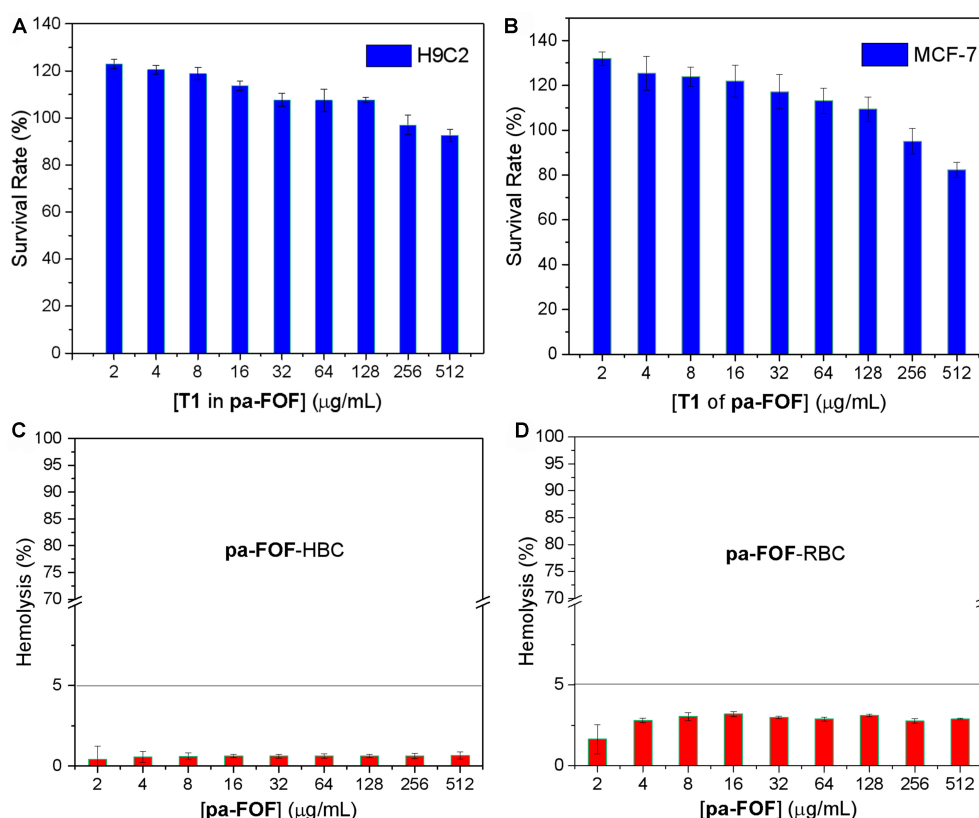 A
H9C2
Survival Rate (%)
140
120
100
80
60
40
20
0
2 4 8 16 32 64 128 256 512
[T1 in pa-FOF] (μg/mL)
B
MCF-7
Survival Rate (%)
140
120
100
80
60
40
20
0
2 4 8 16 32 64 128 256 512
[T1 of pa-FOF] (μg/mL)
C
pa-FOF-HBC
Hemolysis (%)
100
95
90
85
80
75
70
5
0
2 4 8 16 32 64 128 256 512
[pa-FOF] (μg/mL)
D
pa-FOF-RBC
Hemolysis (%)
100
95
90
85
80
75
70
5
0
2 4 8 16 32 64 128 256 512
[pa-FOF] (μg/mL)